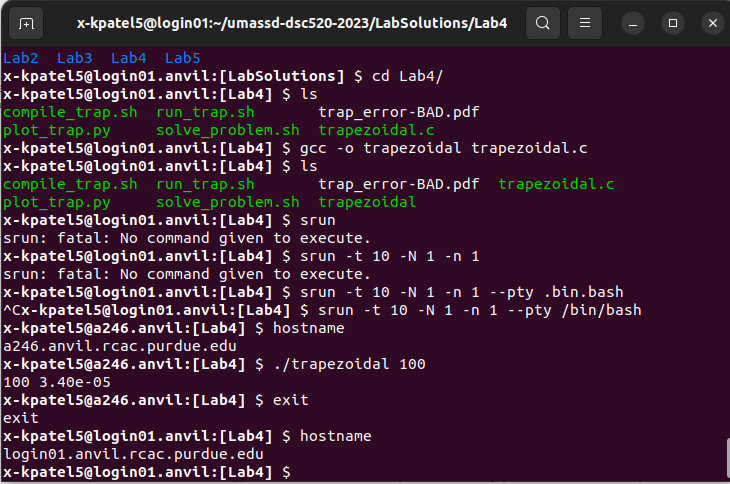 x-kpatel5@login01:~/umassd-dsc520-2023/LabSolutions/Lab4
Lab2  Lab3  Lab4  Lab5
x-kpatel5@login01.anvil:[LabSolutions] $ cd Lab4/
x-kpatel5@login01.anvil:[Lab4] $ ls
compile_trap.sh  run_trap.sh       trap_error-BAD.pdf
plot_trap.py     solve_problem.sh  trapezoidal.c
x-kpatel5@login01.anvil:[Lab4] $ gcc -o trapezoidal trapezoidal.c
x-kpatel5@login01.anvil:[Lab4] $ ls
compile_trap.sh  run_trap.sh       trap_error-BAD.pdf  trapezoidal.c
plot_trap.py     solve_problem.sh  trapezoidal
x-kpatel5@login01.anvil:[Lab4] $ srun
srun: fatal: No command given to execute.
x-kpatel5@login01.anvil:[Lab4] $ srun -t 10 -N 1 -n 1
srun: fatal: No command given to execute.
x-kpatel5@login01.anvil:[Lab4] $ srun -t 10 -N 1 -n 1 --pty .bin.bash
^Cx-kpatel5@login01.anvil:[Lab4] $ srun -t 10 -N 1 -n 1 --pty /bin/bash
x-kpatel5@a246.anvil:[Lab4] $ hostname
a246.anvil.rcac.purdue.edu
x-kpatel5@a246.anvil:[Lab4] $ ./trapezoidal 100
100 3.40e-05
x-kpatel5@a246.anvil:[Lab4] $ exit
exit
x-kpatel5@login01.anvil:[Lab4] $ hostname
login01.anvil.rcac.purdue.edu
x-kpatel5@login01.anvil:[Lab4] $